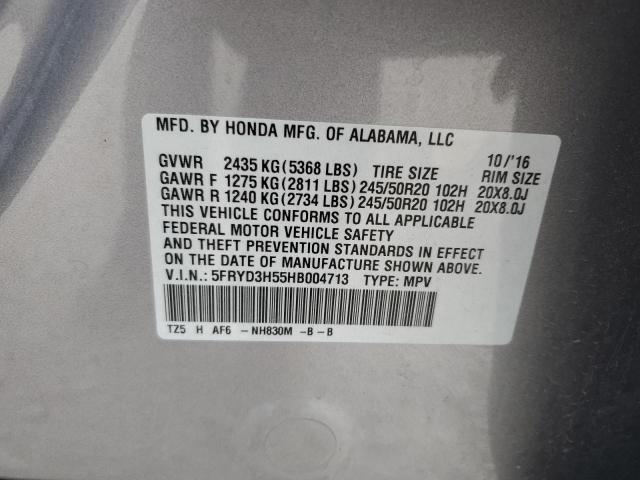 MFD. BY HONDA MFG. OF ALABAMA, LLC
10/'16
GVWR 2435 KG(5368 LBS) TIRE SIZE RIM SIZE
GAWR F 1275 KG(2811 LBS)245/50R20 102H 20X8.0J
GAWR R 1240 KG(2734 LBS)245/50R20 102H 20X8.0J
THIS VEHICLE CONFORMS TO ALL APPLICABLE
FEDERAL MOTOR VEHICLE SAFETY
AND THEFT PREVENTION STANDARDS IN EFFECT
ON THE DATE OF MANUFACTURE SHOWN ABOVE.
V.I.N.: 5FRYD3H55HB004713 TYPE: MPV
TZ5 H AF6 - NH830M -B-B